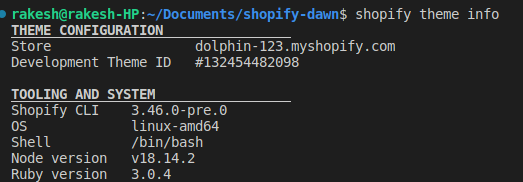 rakesh@rakesh-HP:~/Documents/shopify-dawn$ shopify theme info
THEME CONFIGURATION
Store dolphin-123.myshopify.com
Development Theme ID #132454482098
TOOLING AND SYSTEM
Shopify CLI 3.46.0-pre.0
OS linux-amd64
Shell /bin/bash
Node version v18.14.2
Ruby version 3.0.4